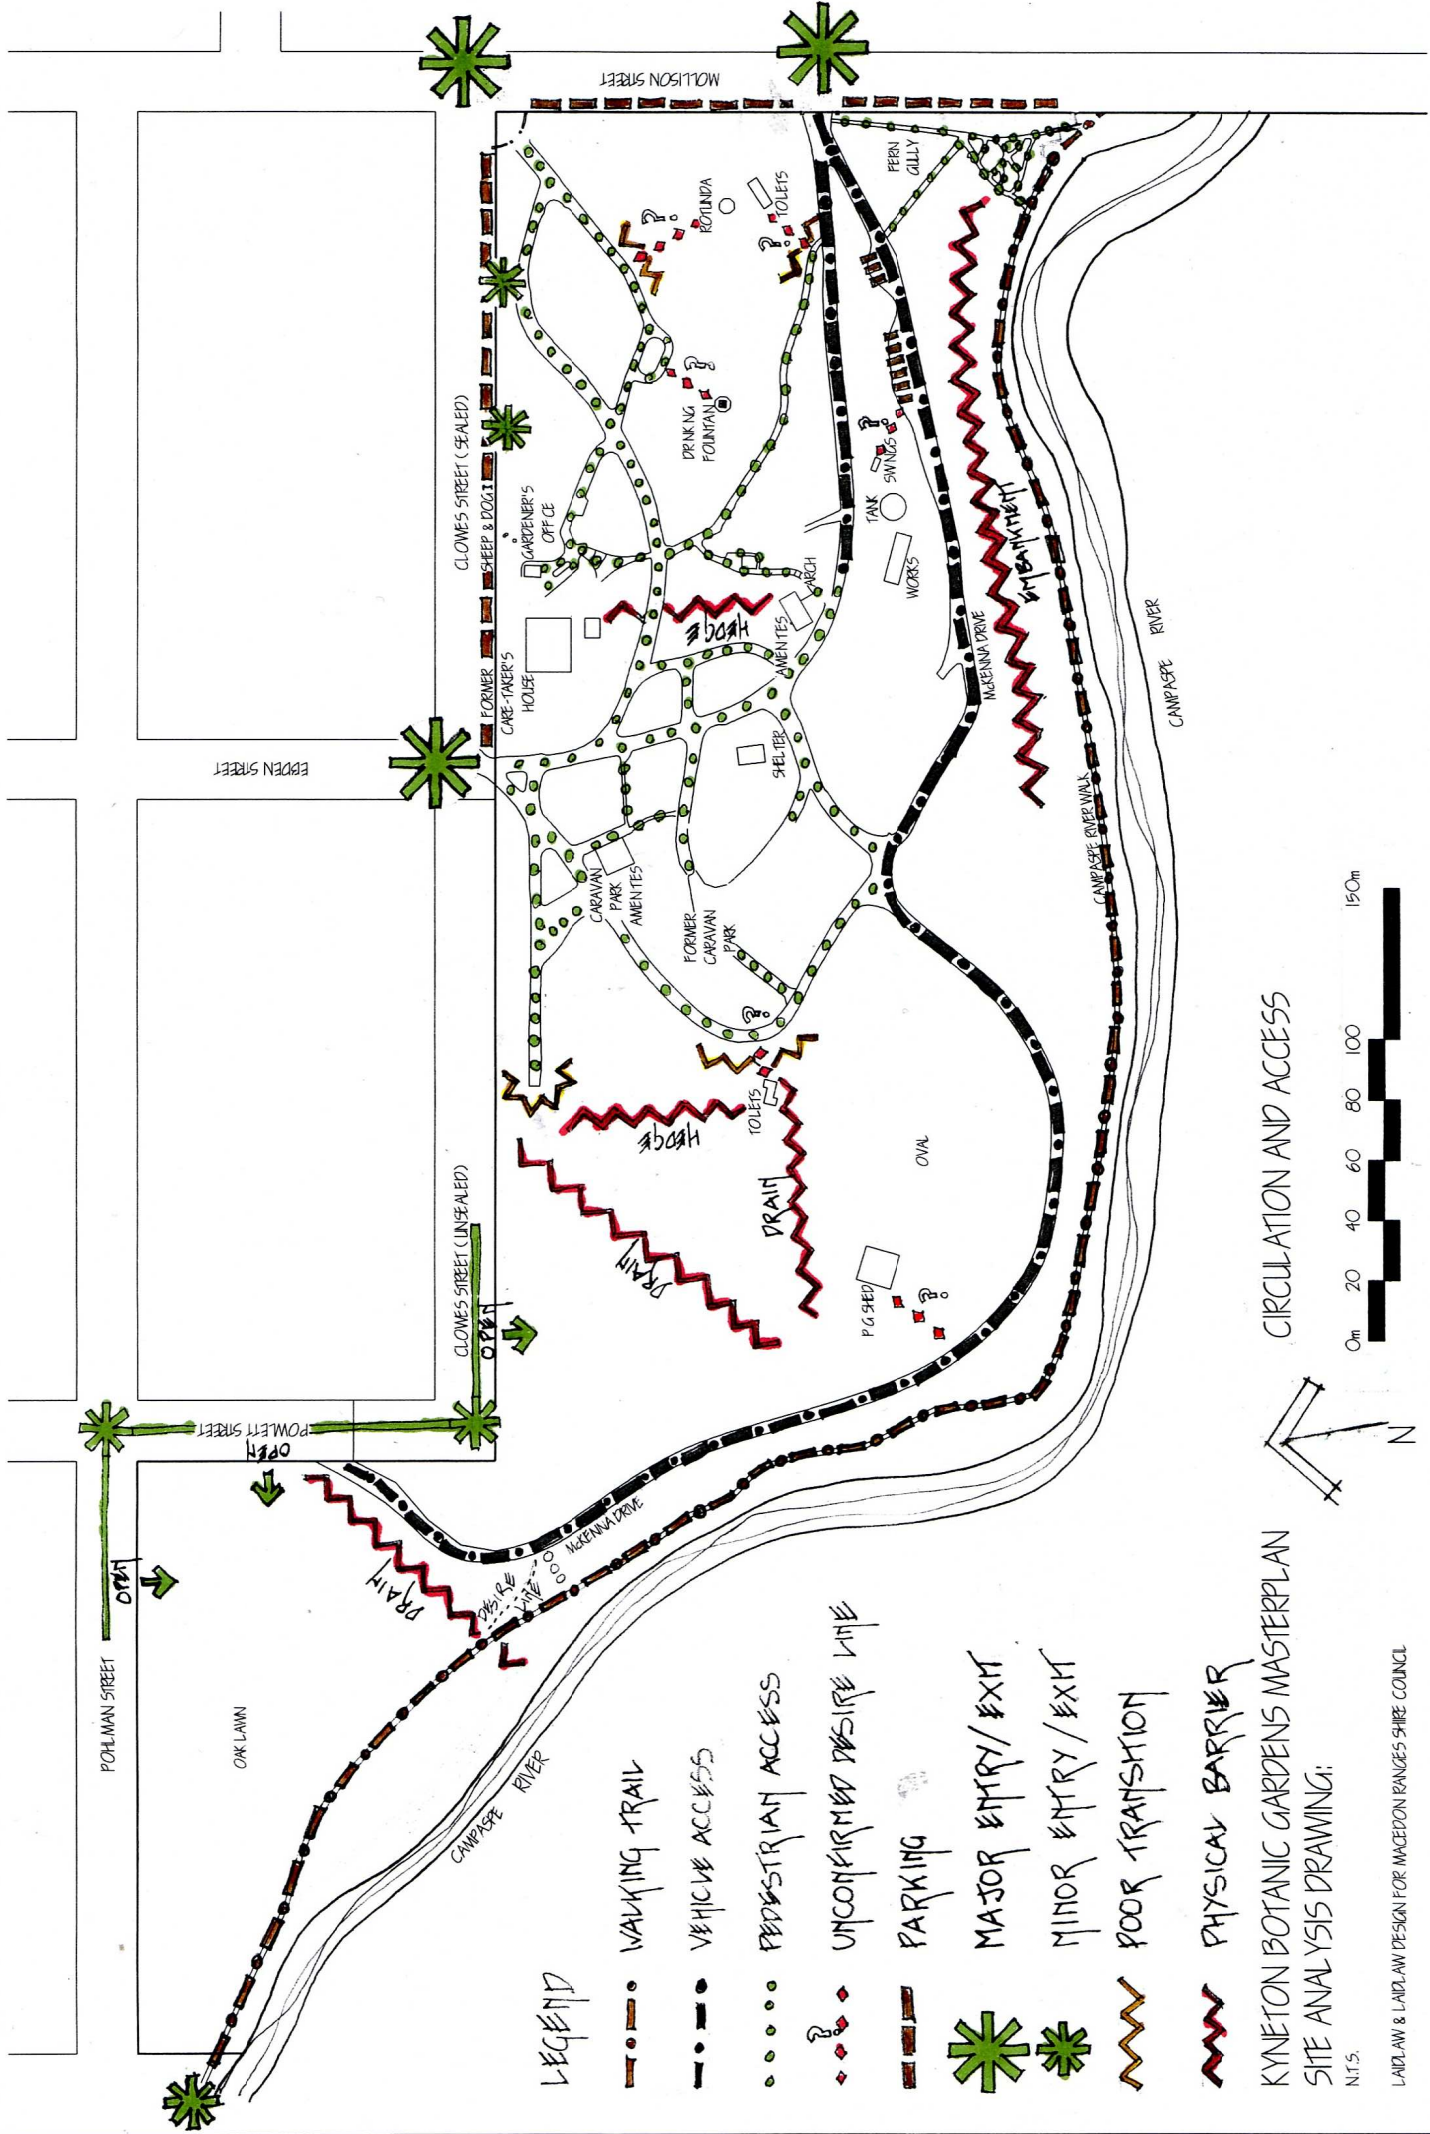 MOLLISON STREET
CLOWES STREET (SEALED)
FORMER SHEEP & DOG
EBDEN STREET
CLOWES STREET (UNSEALED)
OPEN
POWLETT STREET
OPEN
POHLMAN STREET
OPEN
OAK LAWN
FERN
GULLY
ROTUNDA
?
TOILETS
?
DRINKING
FOUNTAIN
?
GARDENER'S
OFFICE
CARE-TAKER'S
HOUSE
HEDGE
ARCH
AMENITES
SWINGS
?
TANK
WORKS
McKENNA DRIVE
EMBANKMENT
CAMPASPE RIVER
SHELTER
CAMPASPE RIVER WALK
CARAVAN
PARK
AMENITES
FORMER
CARAVAN
PARK
?
TOILETS
HEDGE
DRAIN
DRAIN
OVAL
P.G SHED
?
DRAIN
DESIRE
LINE
McKENNA DRIVE
CAMPASPE RIVER
LEGEND
WALKING TRAIL
VEHICLE ACCESS
PEDESTRIAN ACCESS
? UNCONFIRMED DESIRE LINE
PARKING
MAJOR ENTRY/EXIT
MINOR ENTRY/EXIT
POOR TRANSITION
PHYSICAL BARRIER
KYNETON BOTANIC GARDENS MASTERPLAN
SITE ANALYSIS DRAWING:
CIRCULATION AND ACCESS
N.T.S.
N
0m 20 40 60 80 100 150m
LAIDLAW & LAIDLAW DESIGN FOR MACEDON RANGES SHIRE COUNCIL